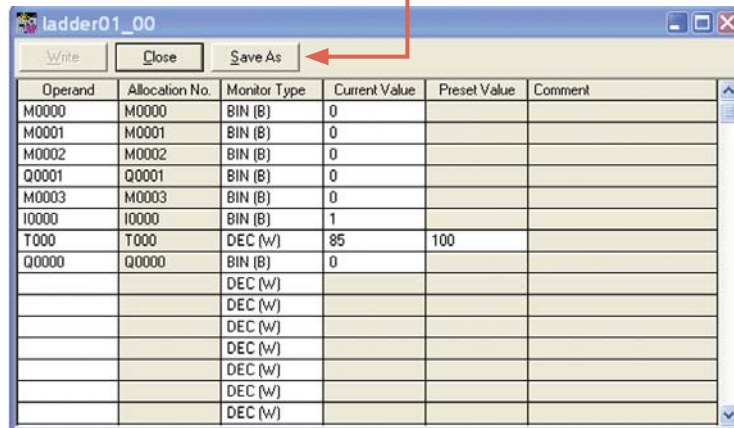 ladder01_00
Write Close Save As
Operand Allocation No. Monitor Type Current Value Preset Value Comment
M0000 M0000 BIN (B) 0
M0001 M0001 BIN (B) 0
M0002 M0002 BIN (B) 0
Q0001 Q0001 BIN (B) 0
M0003 M0003 BIN (B) 0
I0000 I0000 BIN (B) 1
T000 T000 DEC (W) 85 100
Q0000 Q0000 BIN (B) 0
DEC (W)
DEC (W)
DEC (W)
DEC (W)
DEC (W)
DEC (W)
DEC (W)